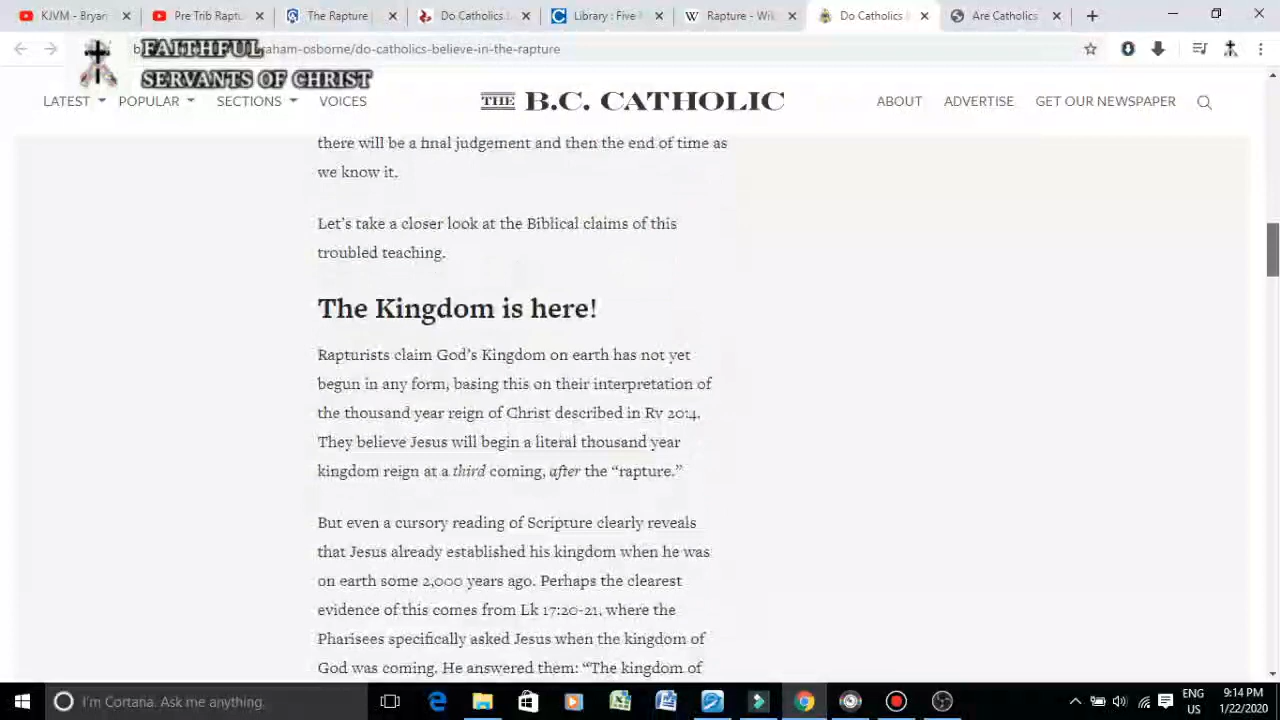 KJVM - Bryan
Pre Trib Raptu
The Rapture
Do Catholics
Library : Five
Rapture - Wik
Do Catholics
Are Catholics
raham-osborne/do-catholics-believe-in-the-rapture
FAITHFUL
SERVANTS OF CHRIST
LATEST
POPULAR
SECTIONS
VOICES
THE B.C. CATHOLIC
ABOUT
ADVERTISE
GET OUR NEWSPAPER
there will be a final judgement and then the end of time as
we know it.
Let’s take a closer look at the Biblical claims of this
troubled teaching.
The Kingdom is here!
Rapturists claim God’s Kingdom on earth has not yet
begun in any form, basing this on their interpretation of
the thousand year reign of Christ described in Rv 20:4.
They believe Jesus will begin a literal thousand year
kingdom reign at a third coming, after the “rapture.”
But even a cursory reading of Scripture clearly reveals
that Jesus already established his kingdom when he was
on earth some 2,000 years ago. Perhaps the clearest
evidence of this comes from Lk 17:20-21, where the
Pharisees specifically asked Jesus when the kingdom of
God was coming. He answered them: “The kingdom of
I'm Cortana. Ask me anything.
ENG
US
9:14 PM
1/22/2020